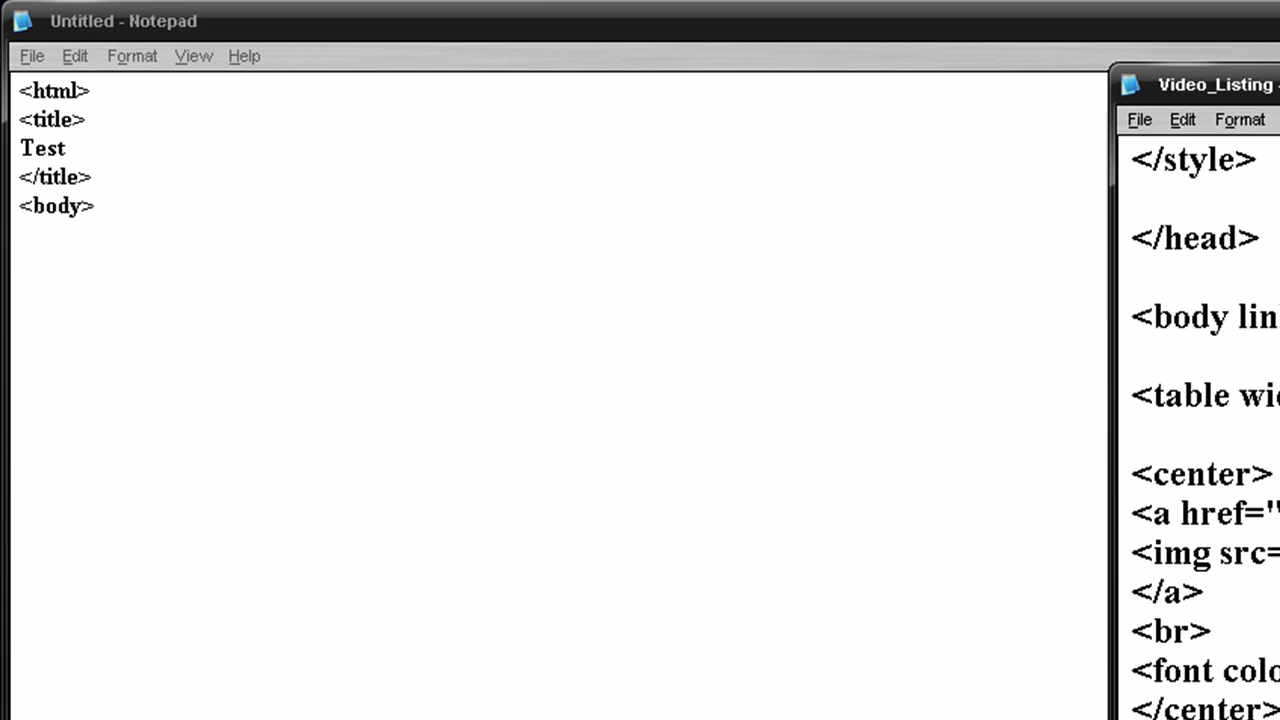 Untitled - Notepad
File Edit Format View Help
<html>
<title>
Test
</title>
<body>
Video_Listing -
File Edit Format
</style>
</head>
<body lin
<table wi
<center>
<a href="
<img src=
</a>
<br>
<font colo
</center>